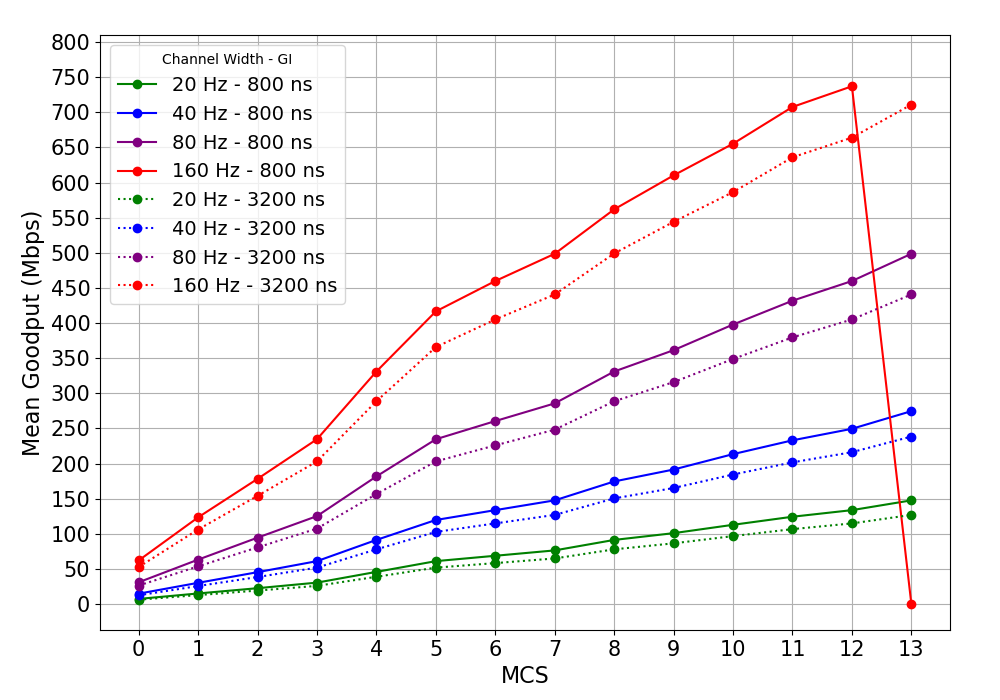 800
750
700
650
600
550
500
450
400
350
300
250
200
150
100
50
0
Mean Goodput (Mbps)
Channel Width - GI
20 Hz - 800 ns
40 Hz - 800 ns
80 Hz - 800 ns
160 Hz - 800 ns
20 Hz - 3200 ns
40 Hz - 3200 ns
80 Hz - 3200 ns
160 Hz - 3200 ns
0 1 2 3 4 5 6 7 8 9 10 11 12 13
MCS